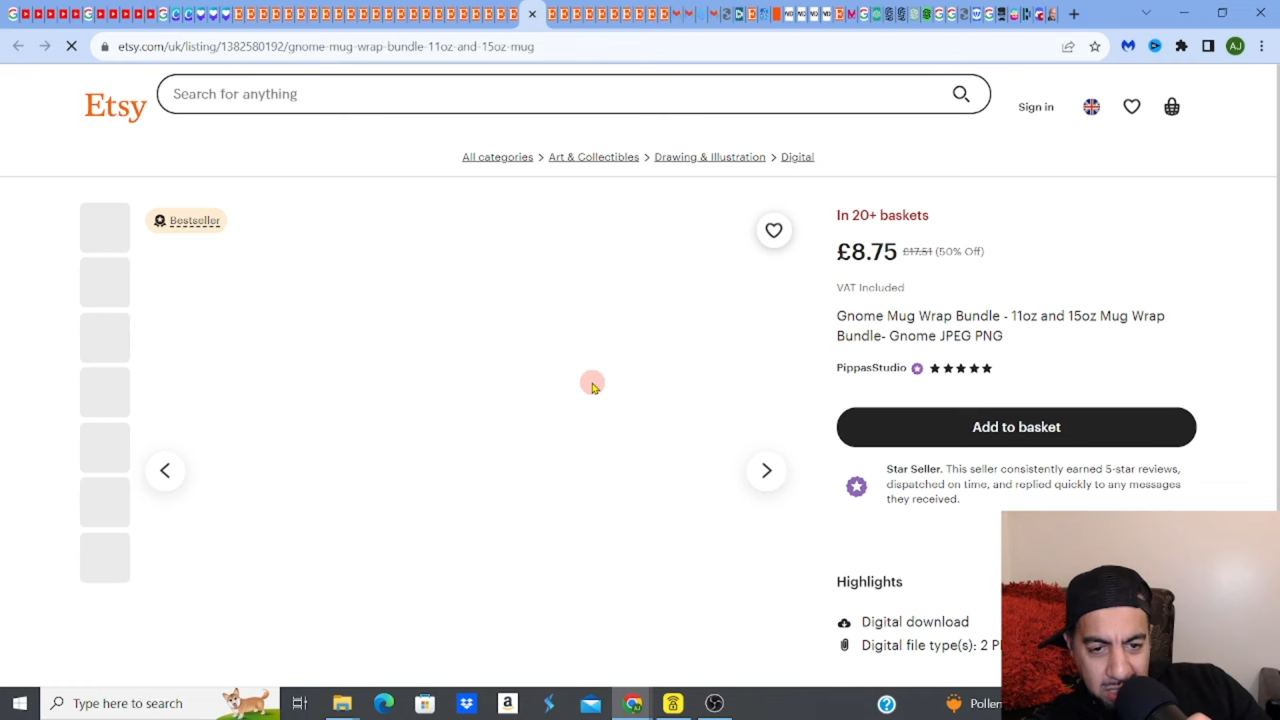 etsy.com/uk/listing/1382580192/gnome-mug-wrap-bundle-11oz-and-15oz-mug
AJ
Etsy
Search for anything
Sign in
All categories > Art & Collectibles > Drawing & Illustration > Digital
Bestseller
In 20+ baskets
£8.75 £17.51 (50% Off)
VAT Included
Gnome Mug Wrap Bundle - 11oz and 15oz Mug Wrap
Bundle- Gnome JPEG PNG
PippasStudio
Add to basket
Star Seller. This seller consistently earned 5-star reviews,
dispatched on time, and replied quickly to any messages
they received.
Highlights
Digital download
Digital file type(s): 2
Type here to search